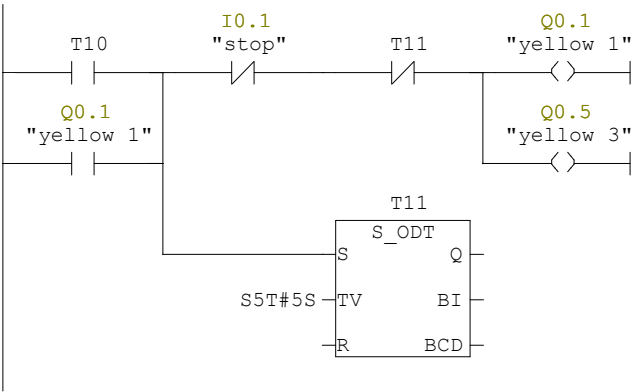 I0.1 Q0.1
T10 "stop" T11 "yellow 1"
Q0.1 Q0.5
"yellow 1" "yellow 3"
T11
S_ODT
S Q
S5T#5S TV BI
R BCD